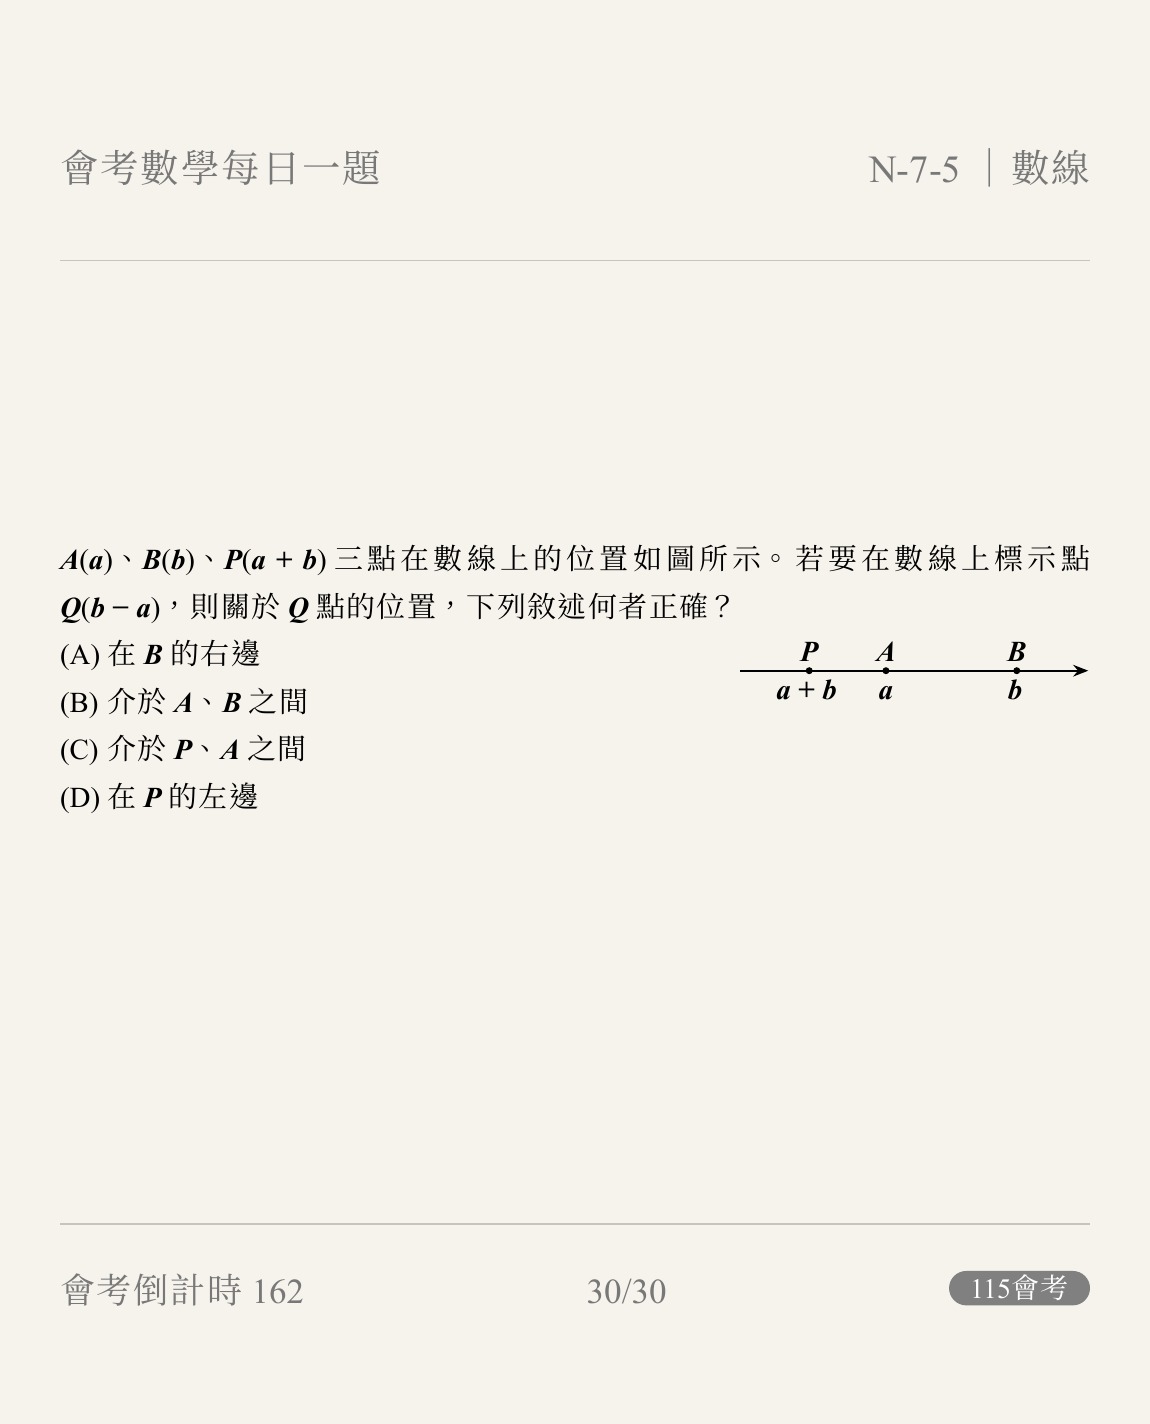 會考數學每日一題
N-7-5 │ 數線
A(a)、B(b)、P(a + b) 三點在數線上的位置如圖所示。若要在數線上標示點
Q(b − a)，則關於 Q 點的位置，下列敘述何者正確？
(A) 在 B 的右邊
(B) 介於 A、B 之間
(C) 介於 P、A 之間
(D) 在 P 的左邊
P A B
a + b a b
會考倒計時 162
30/30
115會考